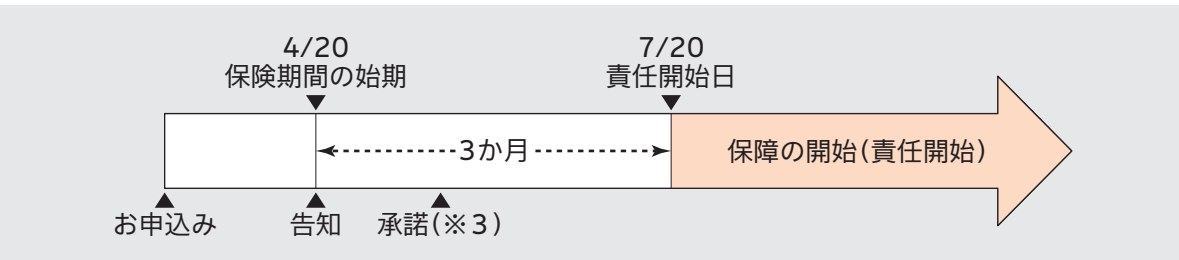 4/20
保険期間の始期
7/20
責任開始日
3か月
保障の開始(責任開始)
お申込み
告知
承諾(※3)